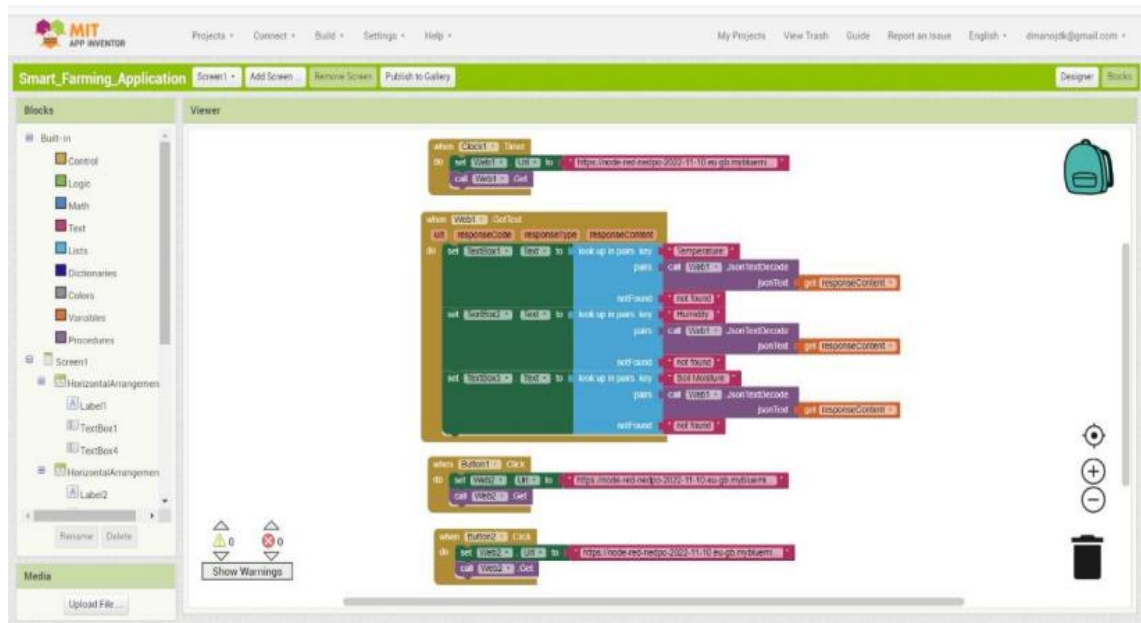 MIT
APP INVENTOR
Projects
Connect
Build
Settings
Help
My Projects
View Trash
Guide
Report an Issue
English
dmanojdk@gmail.com
Smart_Farming_Application
Screen1
Add Screen ...
Remove Screen
Publish to Gallery
Designer
Blocks
Blocks
Viewer
Built-in
Control
Logic
Math
Text
Lists
Dictionaries
Colors
Variables
Procedures
Screen1
HorizontalArrangemen
Label1
TextBox1
TextBox4
HorizontalArrangemen
Label2
Rename
Delete
Media
Upload File ...
when Clock1 Timer
do set Web1 Url to
call Web1 Get
when Web1 GotText
url responseCode responseType responseContent
do set TextBox1 Text to look up in pairs key "Temperature"
pairs call Web1 JsonTextDecode
jsonText get responseContent
notFound "not found"
set TextBox2 Text to look up in pairs key "Humidity"
pairs call Web1 JsonTextDecode
jsonText get responseContent
notFound "not found"
set TextBox3 Text to look up in pairs key "Soil Moisture"
pairs call Web1 JsonTextDecode
jsonText get responseContent
notFound "not found"
when Button1 Click
do set Web2 Url to
call Web2 Get
when Button2 Click
do set Web2 Url to
call Web2 Get
0
0
Show Warnings